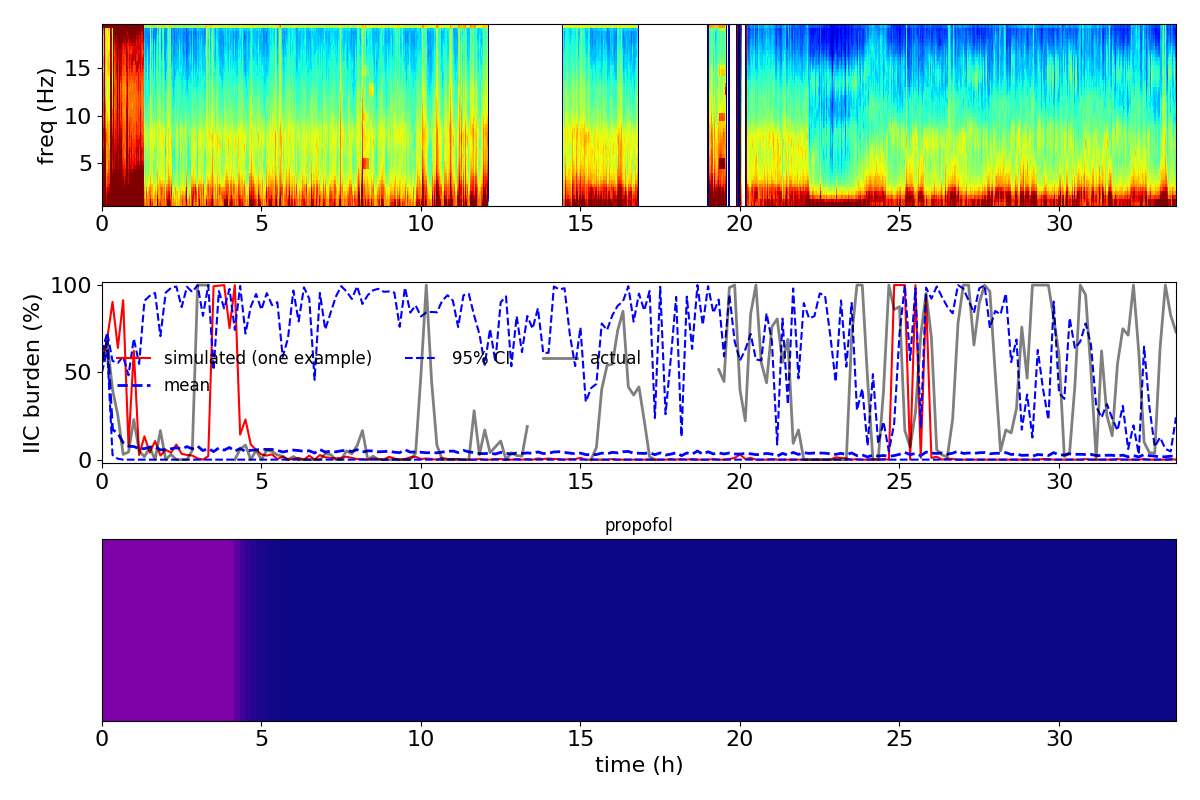 freq (Hz)
15
10
5
0 5 10 15 20 25 30
IIC burden (%)
100
50
0
simulated (one example) 95% CI actual
mean
0 5 10 15 20 25 30
propofol
0 5 10 15 20 25 30
time (h)